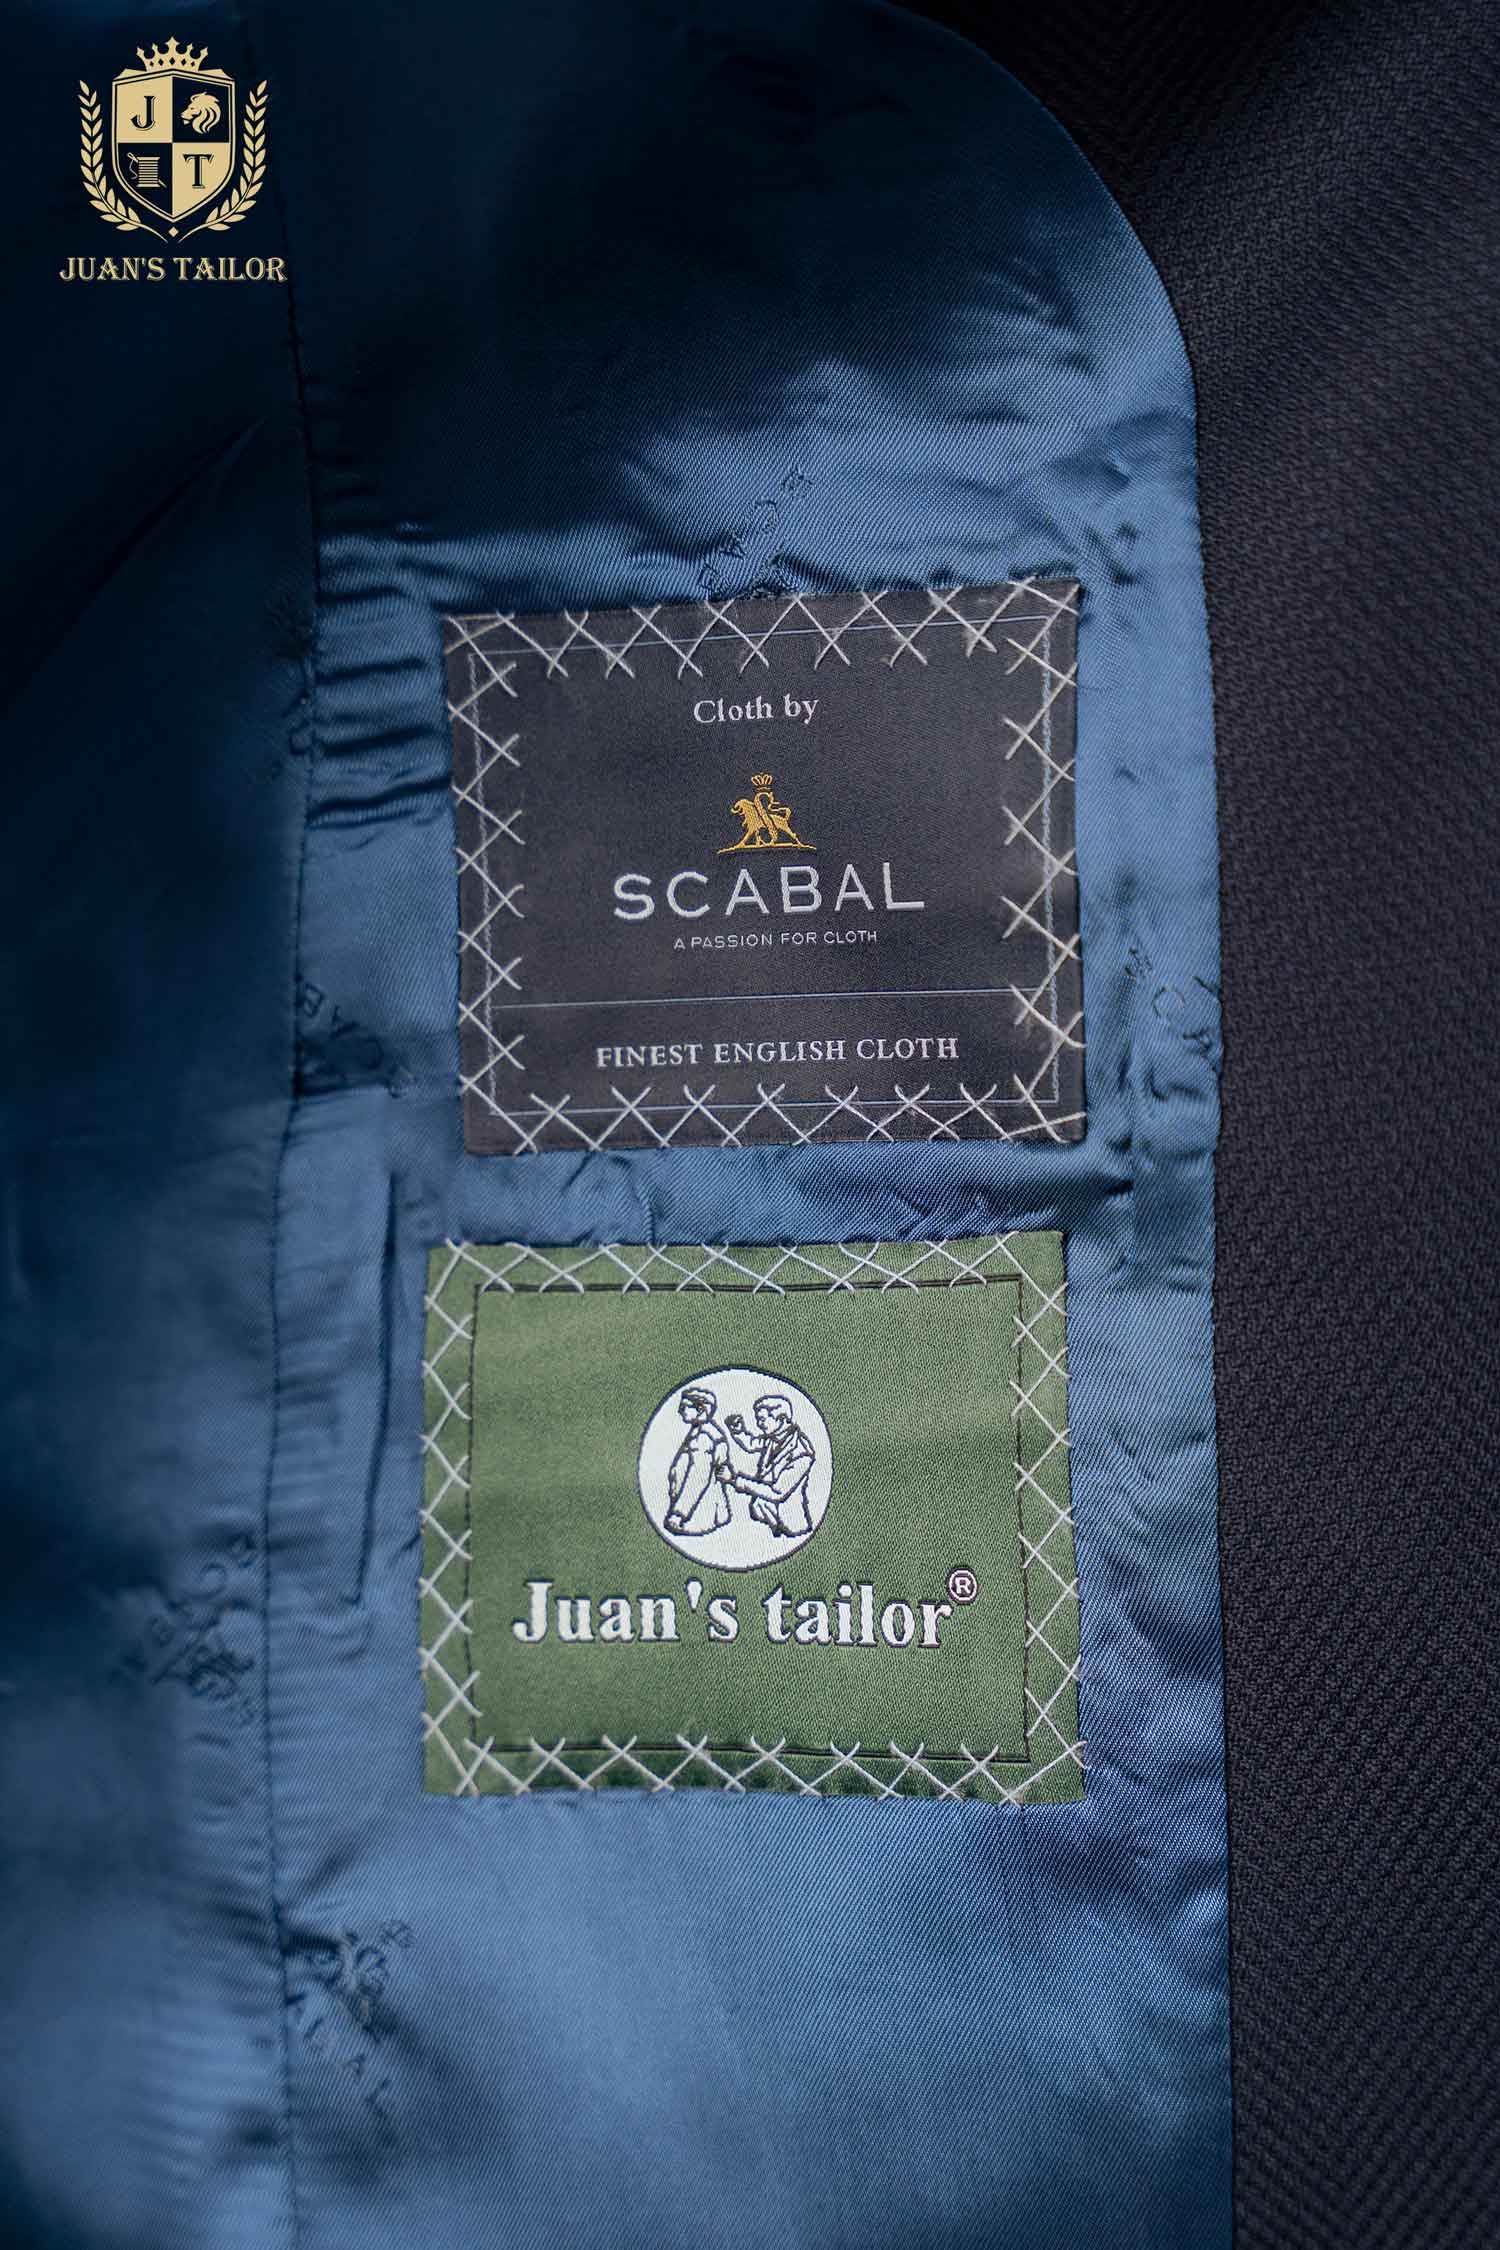 J
T
JUAN'S TAILOR
Cloth by
SCABAL
A PASSION FOR CLOTH
FINEST ENGLISH CLOTH
Juan's tailor®